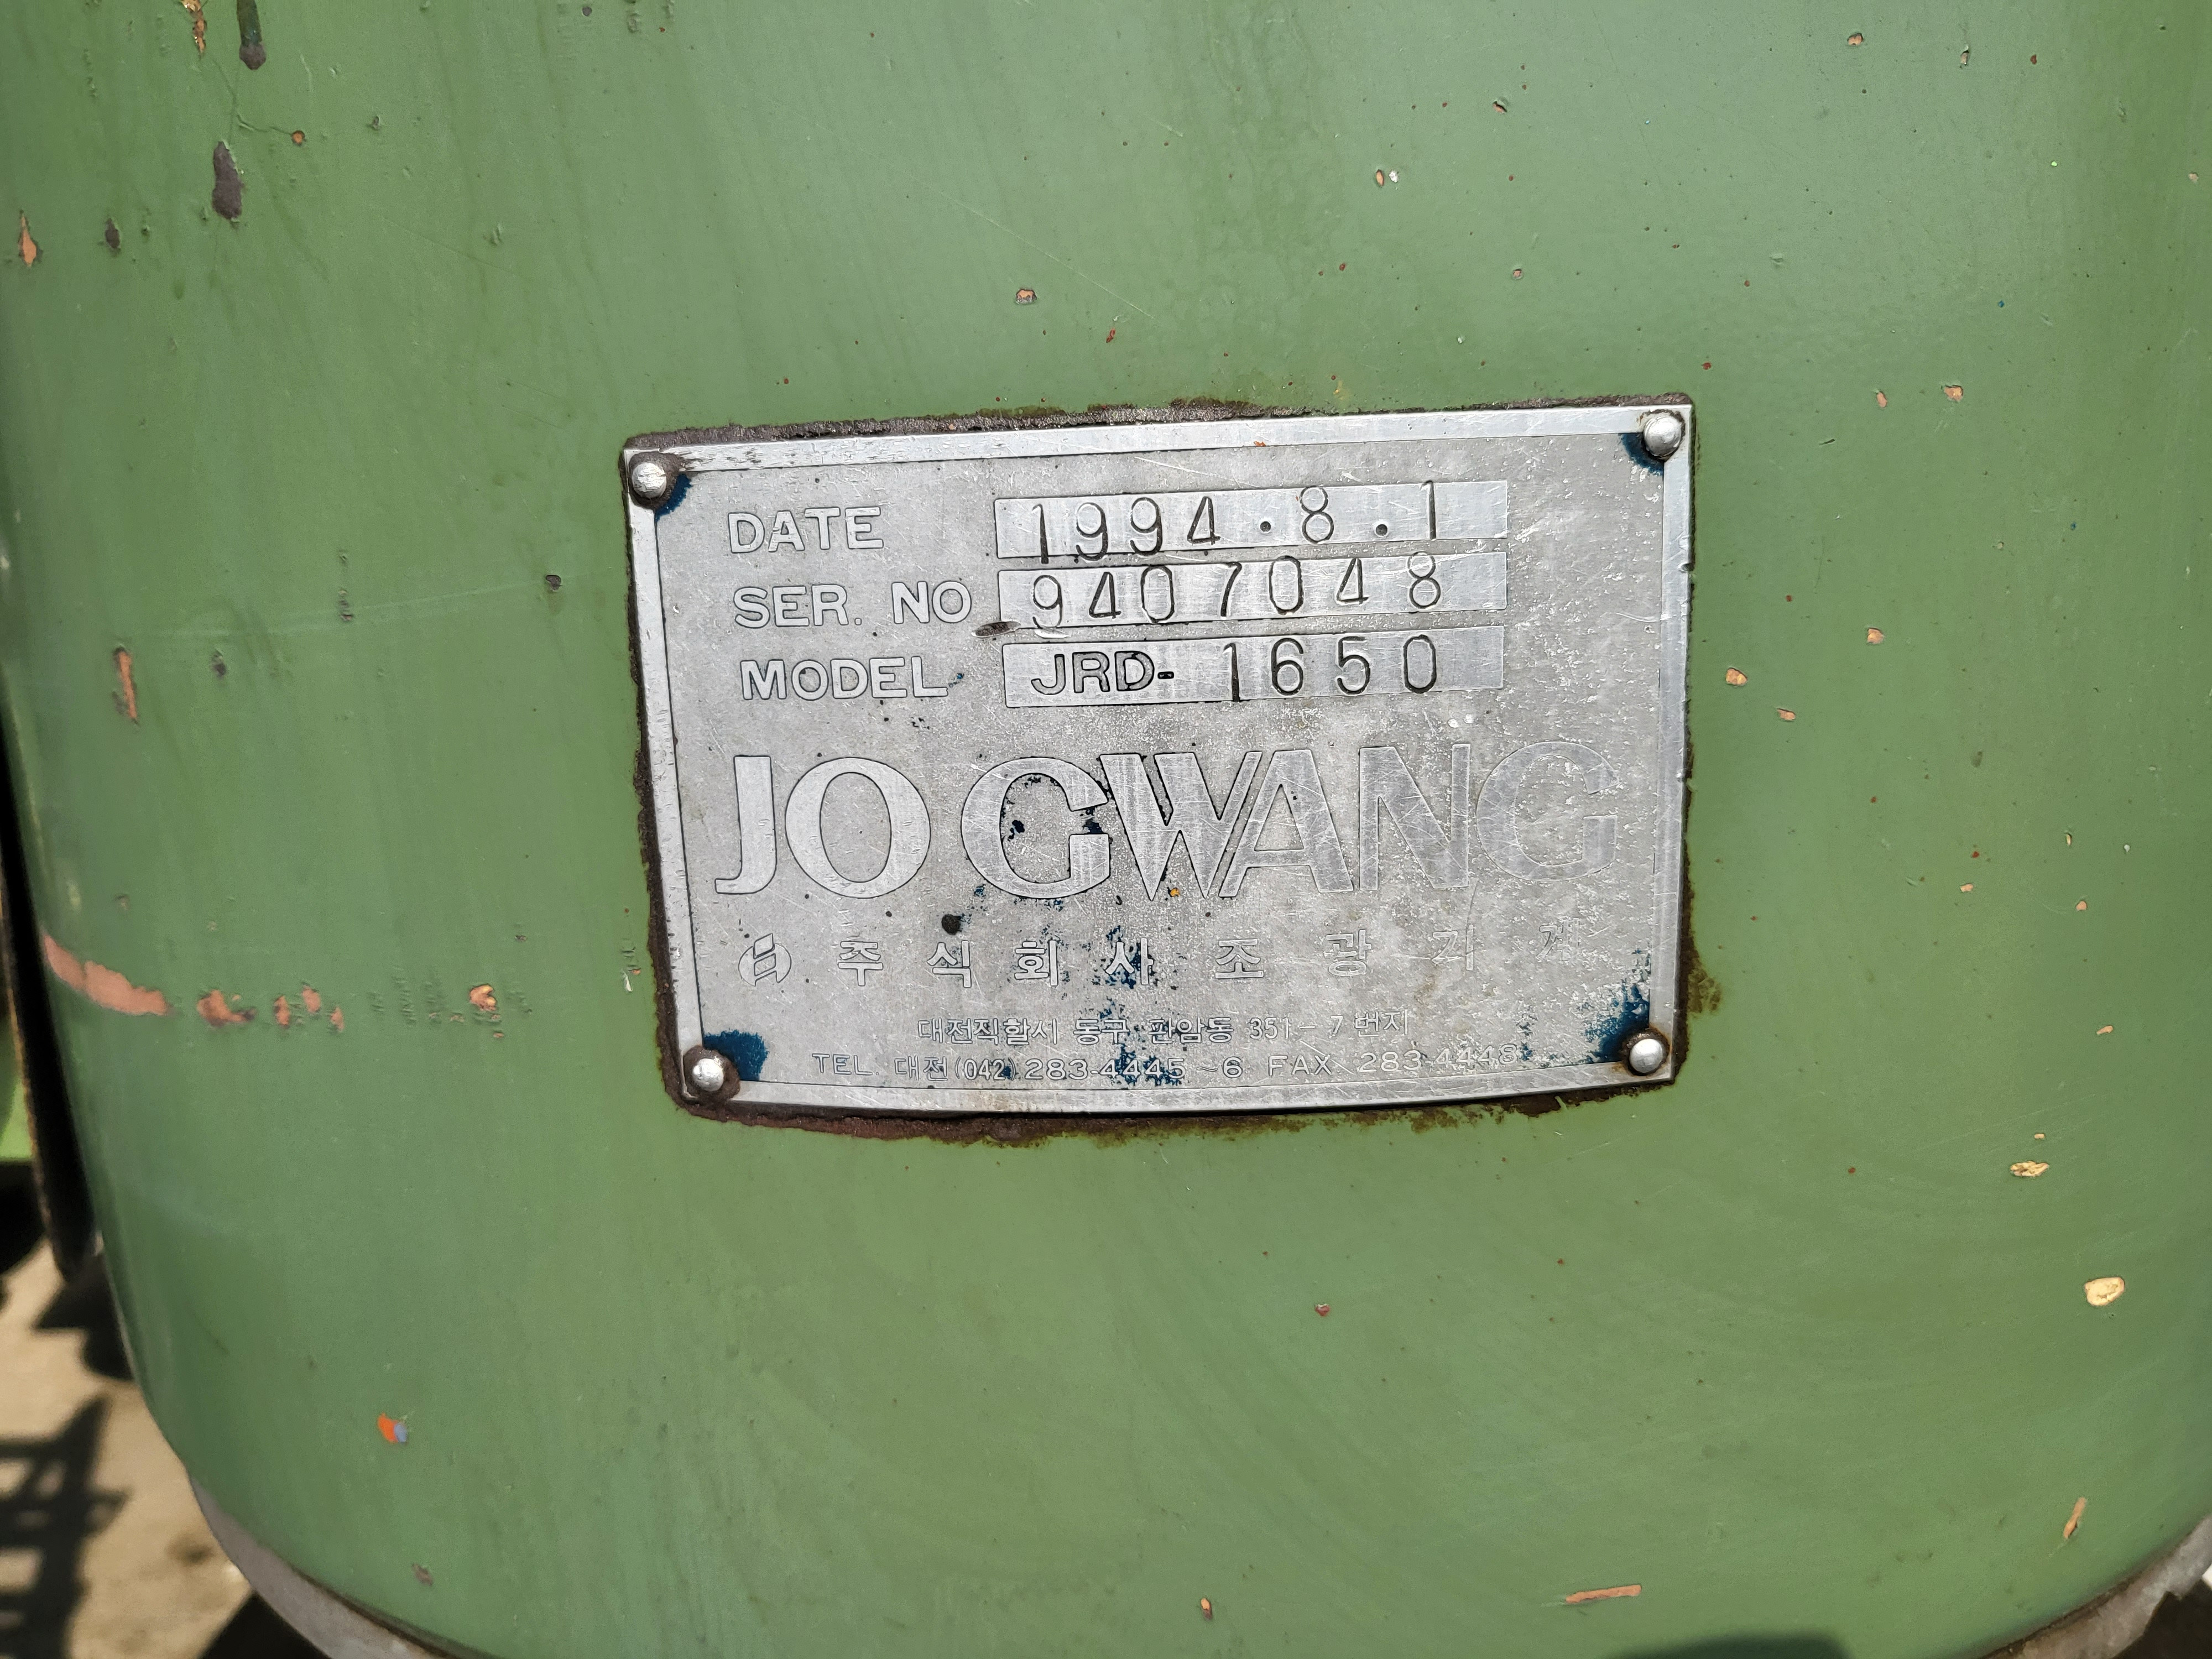 DATE 1994.8.1
SER. NO 9407048
MODEL JRD-1650
JO GWANG
주식회사 조광기계
대전직할시 동구 판암동 351-7 번지
TEL. 대전(042) 283-4445~6 FAX 283-4448